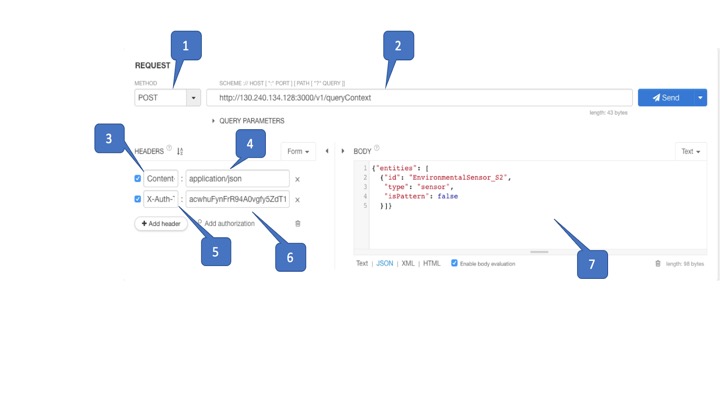 1
2
REQUEST
METHOD
SCHEME :// HOST [ ":" PORT ] [ PATH [ "?" QUERY ]]
POST
http://130.240.134.128:3000/v1/queryContext
Send
length: 43 bytes
QUERY PARAMETERS
3
4
HEADERS
Form
BODY
Text
Content-
:
application/json
x
X-Auth-T
:
acwhuFynFrR94A0vgfy5ZdT1
x
+ Add header
Add authorization
1 {"entities": [
2 {"id": "EnvironmentalSensor_S2",
3 "type": "sensor",
4 "isPattern": false
5 }]}
5
6
7
Text | JSON | XML | HTML
Enable body evaluation
length: 98 bytes